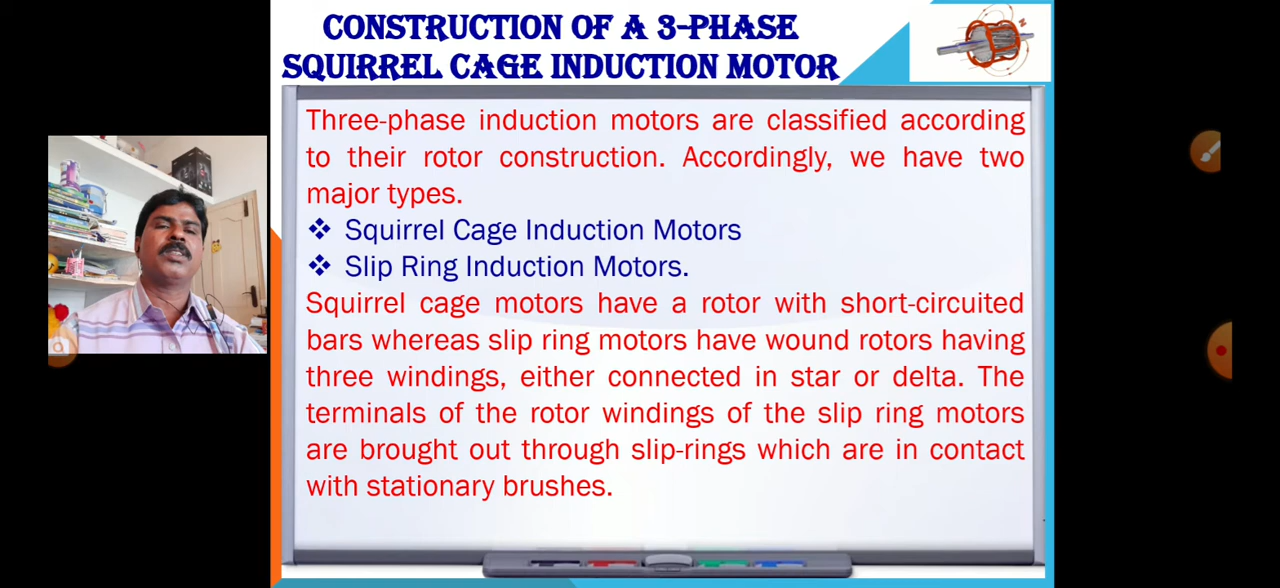 CONSTRUCTION OF A 3-PHASE
SQUIRREL CAGE INDUCTION MOTOR
Three-phase induction motors are classified according
to their rotor construction. Accordingly, we have two
major types.
❖ Squirrel Cage Induction Motors
❖ Slip Ring Induction Motors.
Squirrel cage motors have a rotor with short-circuited
bars whereas slip ring motors have wound rotors having
three windings, either connected in star or delta. The
terminals of the rotor windings of the slip ring motors
are brought out through slip-rings which are in contact
with stationary brushes.
N